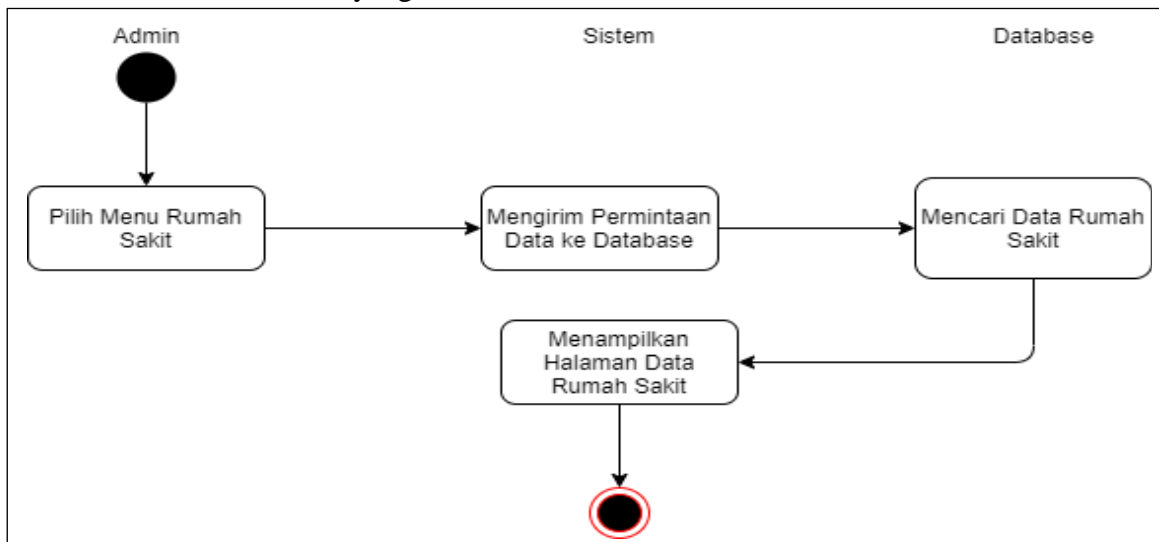 yang
Admin
Sistem
Database
Pilih Menu Rumah
Sakit
Mengirim Permintaan
Data ke Database
Mencari Data Rumah
Sakit
Menampilkan
Halaman Data
Rumah Sakit